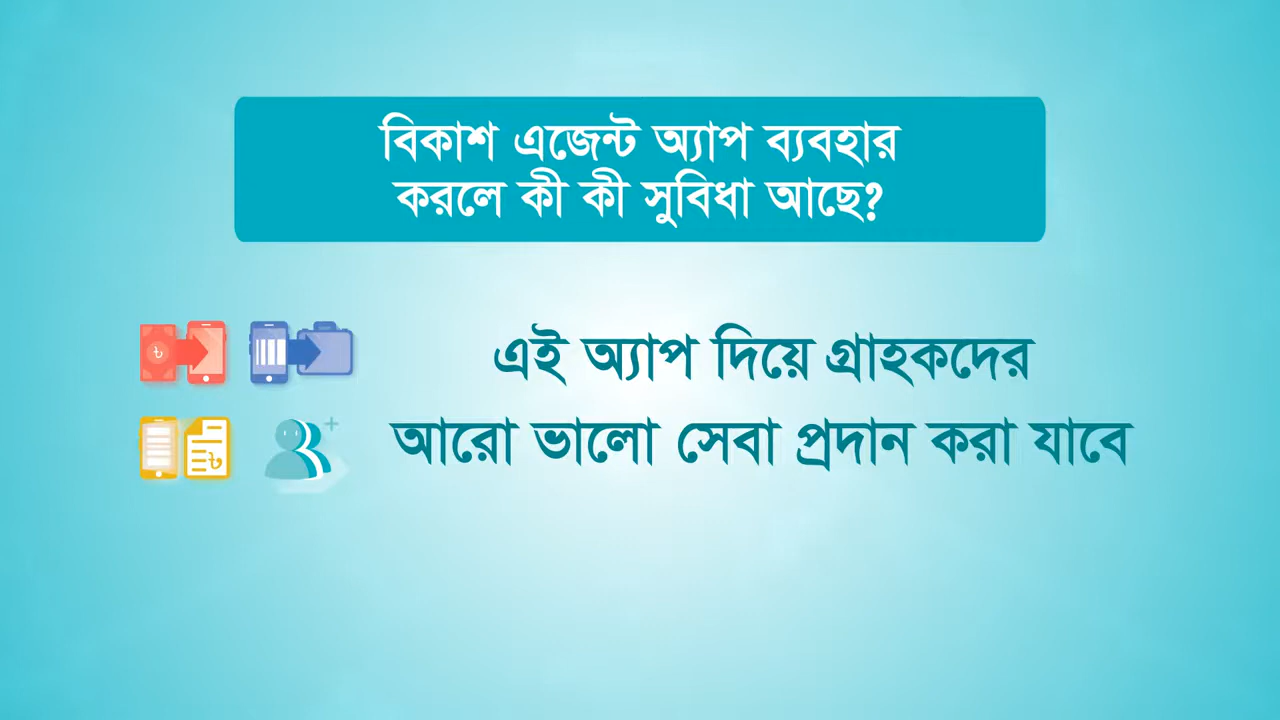 বিকাশ এজেন্ট অ্যাপ ব্যবহার
করলে কী কী সুবিধা আছে?
এই অ্যাপ দিয়ে গ্রাহকদের
আরো ভালো সেবা প্রদান করা যাবে